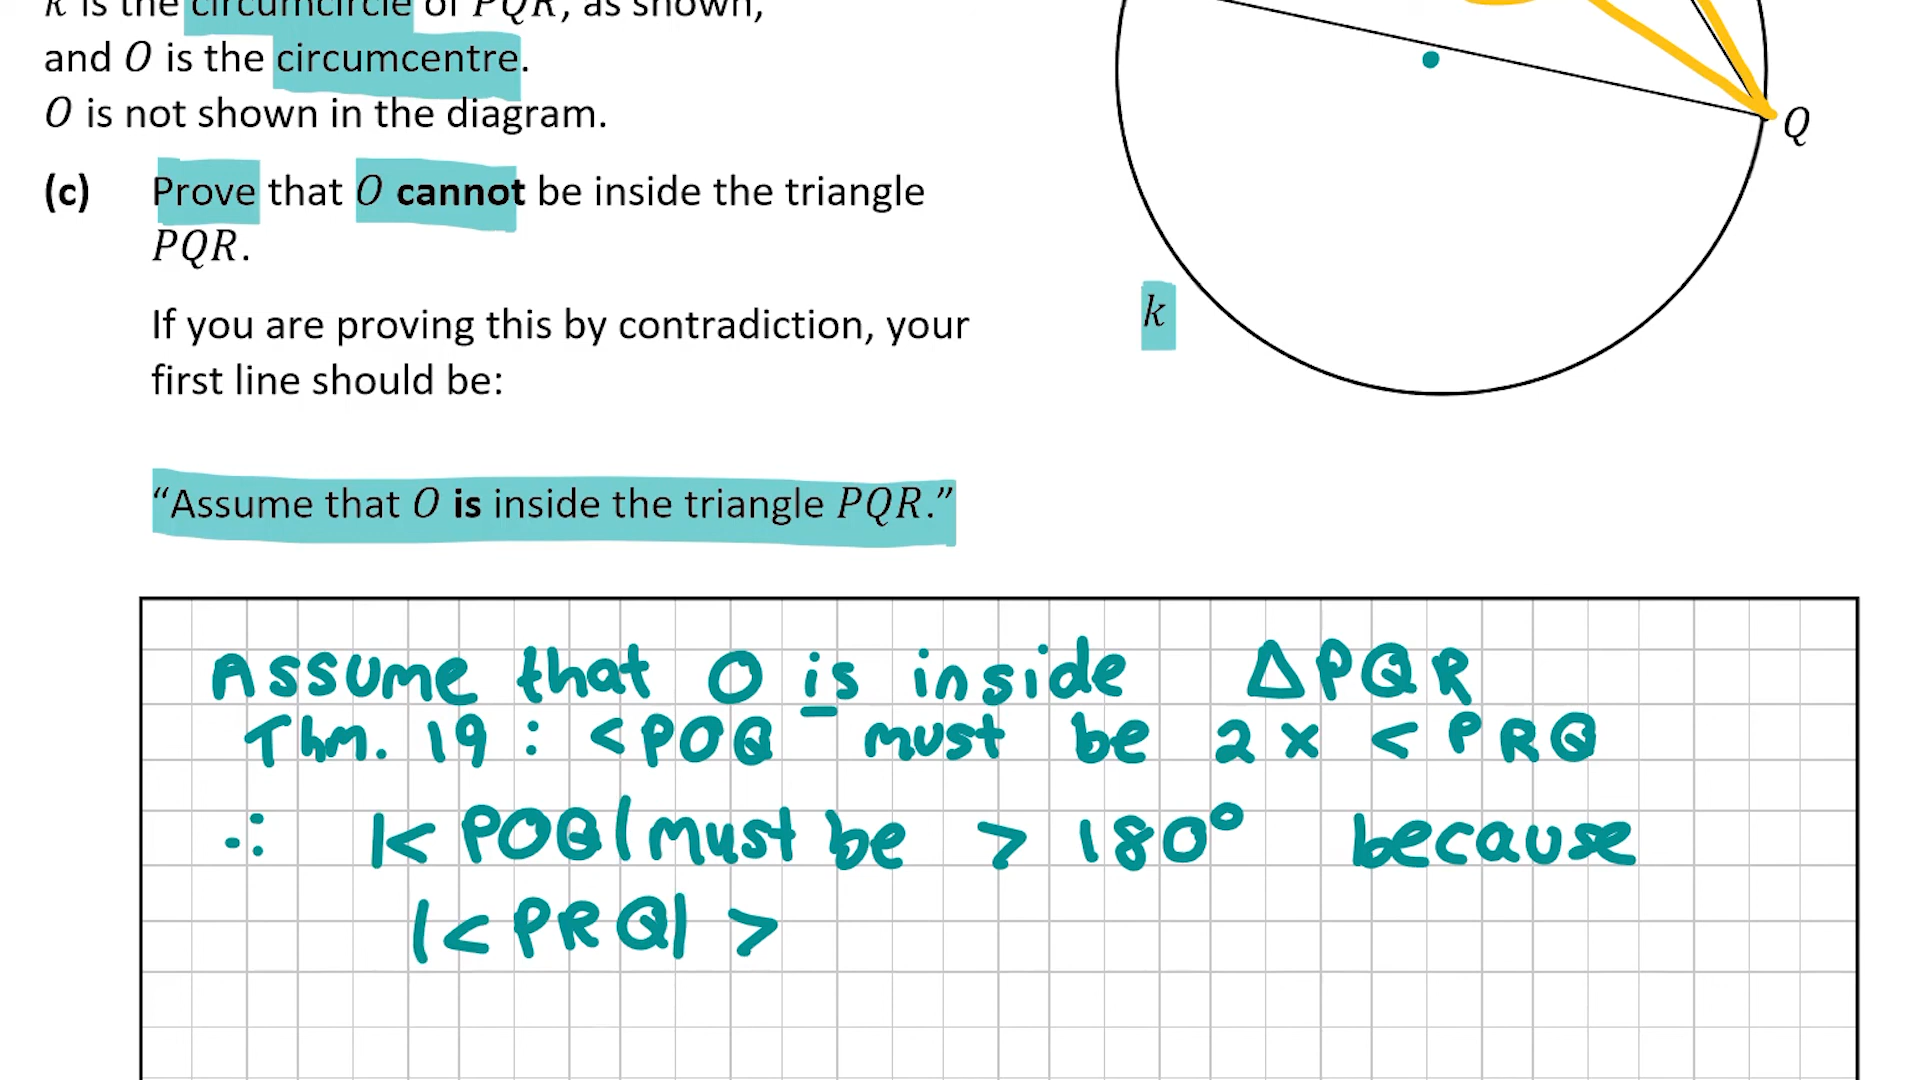 k is the circumcircle of PQR, as shown,
and O is the circumcentre.
O is not shown in the diagram.
Q
(c) Prove that O cannot be inside the triangle
PQR.
k
If you are proving this by contradiction, your
first line should be:
“Assume that O is inside the triangle PQR.”
Assume that O is inside ΔPQR
Thm. 19 : <POQ must be 2 x <PRQ
∴ |<POQ| must be > 180° because
|<PRQ| >